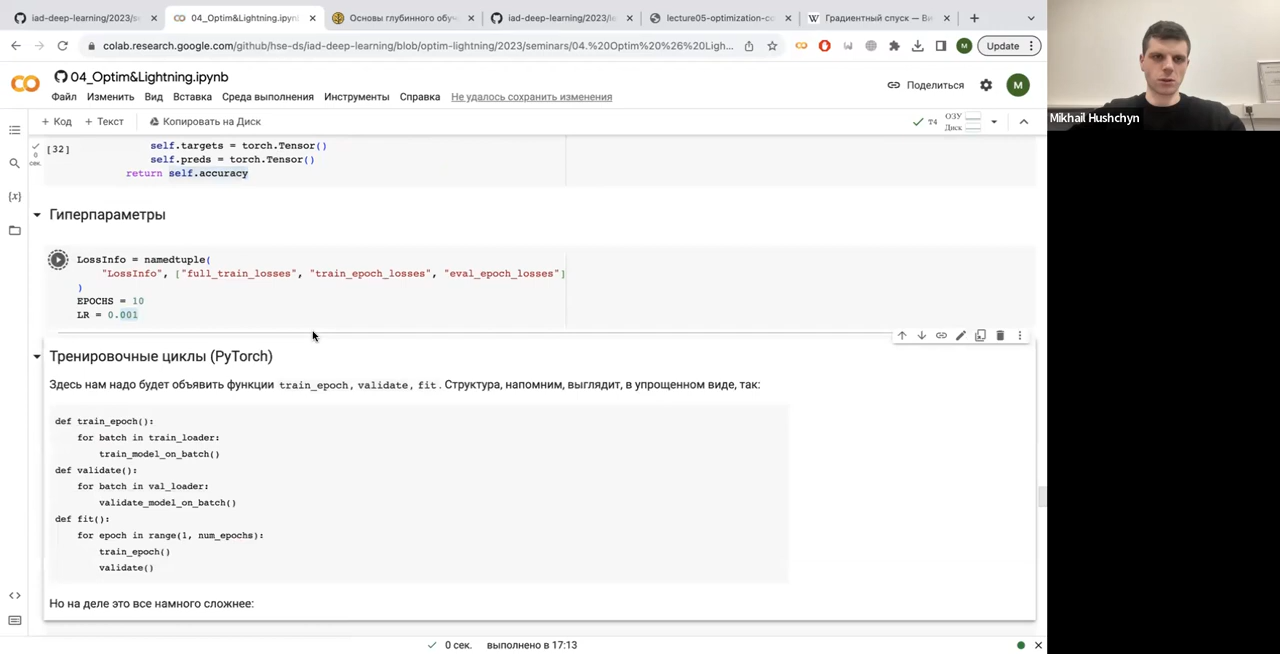 iad-deep-learning/2023/se
04_Optim&Lightning.ipynb
Основы глубинного обуч
iad-deep-learning/2023/le
lecture05-optimization-co
Градиентный спуск — Ви
colab.research.google.com/github/hse-ds/iad-deep-learning/blob/optim-lightning/2023/seminars/04.%20Optim%20%26%20Ligh...
M
Update
04_Optim&Lightning.ipynb
Поделиться
M
Файл Изменить Вид Вставка Среда выполнения Инструменты Справка Не удалось сохранить изменения
+ Код + Текст Копировать на Диск
T4 ОЗУ
Диск
0
сек.
[32]
self.targets = torch.Tensor()
self.preds = torch.Tensor()
return self.accuracy
Гиперпараметры
LossInfo = namedtuple(
"LossInfo", ["full_train_losses", "train_epoch_losses", "eval_epoch_losses"]
)
EPOCHS = 10
LR = 0.001
Тренировочные циклы (PyTorch)
Здесь нам надо будет объявить функции train_epoch, validate, fit. Структура, напомним, выглядит, в упрощенном виде, так:
def train_epoch():
for batch in train_loader:
train_model_on_batch()
def validate():
for batch in val_loader:
validate_model_on_batch()
def fit():
for epoch in range(1, num_epochs):
train_epoch()
validate()
Но на деле это все намного сложнее:
0 сек. выполнено в 17:13
Mikhail Hushchyn